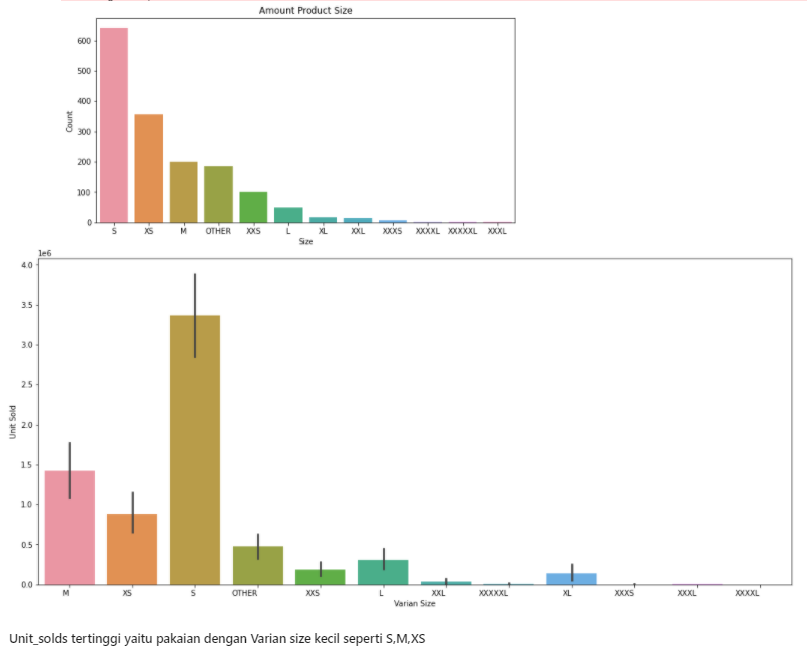 Amount Product Size
600
500
400
300
200
100
0
Count
S XS M OTHER XXS L XL XXL XXXS XXXXL XXXXXL XXXL
Size
1e6
4.0
3.5
3.0
2.5
2.0
1.5
1.0
0.5
0.0
Unit Sold
M XS S OTHER XXS L XXL XXXXXL XL XXXS XXXL XXXXL
Varian Size
Unit_solds tertinggi yaitu pakaian dengan Varian size kecil seperti S,M,XS